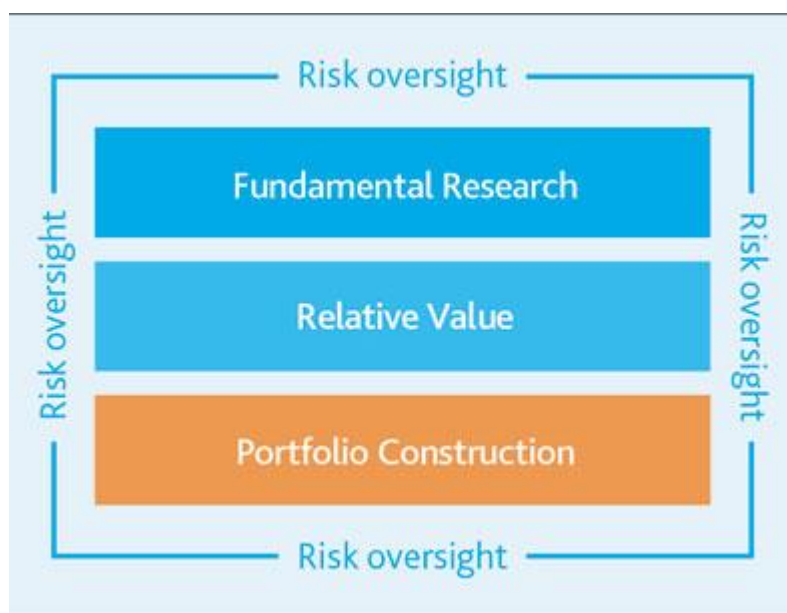 Risk oversight
Fundamental Research
Risk oversight
Relative Value
Risk oversight
Portfolio Construction
Risk oversight